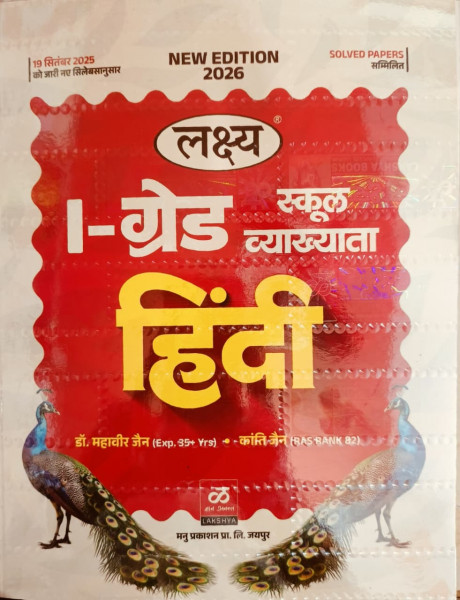 19 सितंबर 2025
को जारी नए सिलेबसानुसार
NEW EDITION
2026
SOLVED PAPERS
सम्मिलित
लक्ष्य®
I-ग्रेड स्कूल
व्याख्याता
हिंदी
डॉ. महावीर जैन (Exp. 35+ Yrs) • कांति जैन (RAS RANK 82)
LAKSHYA
मनु प्रकाशन प्रा. लि. जयपुर